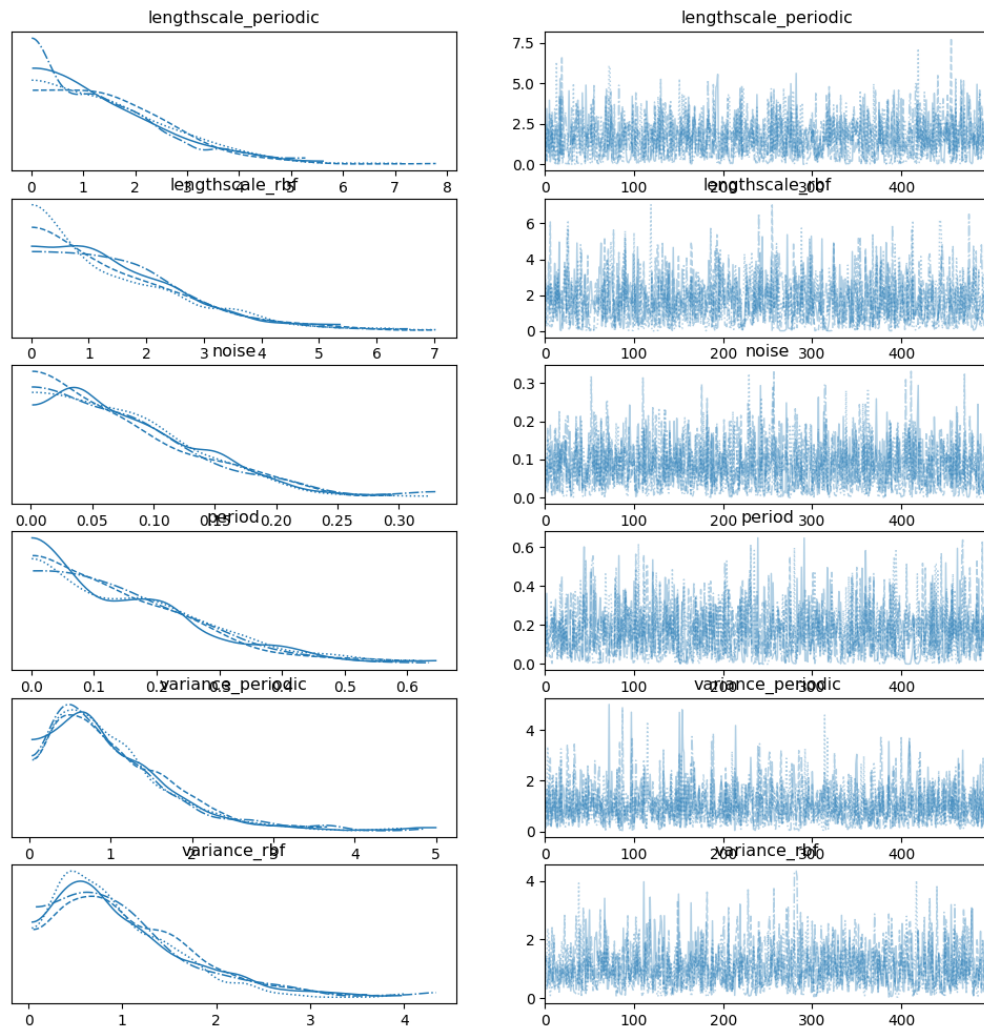 lengthscale_periodic lengthscale_periodic
7.5
5.0
2.5
0.0
0 1 2 3 4 5 6 7 8 0 100 200 300 400
lengthscale_rbf lengthscale_rbf
6
4
2
0
0 1 2 3 4 5 6 7 0 100 200 300 400
noise noise
0.3
0.2
0.1
0.0
0.00 0.05 0.10 0.15 0.20 0.25 0.30 0 100 200 300 400
period period
0.6
0.4
0.2
0.0
0.0 0.1 0.2 0.3 0.4 0.5 0.6 0 100 200 300 400
variance_periodic variance_periodic
4
2
0
0 1 2 3 4 5 0 100 200 300 400
variance_rbf variance_rbf
4
2
0
0 1 2 3 4 0 100 200 300 400